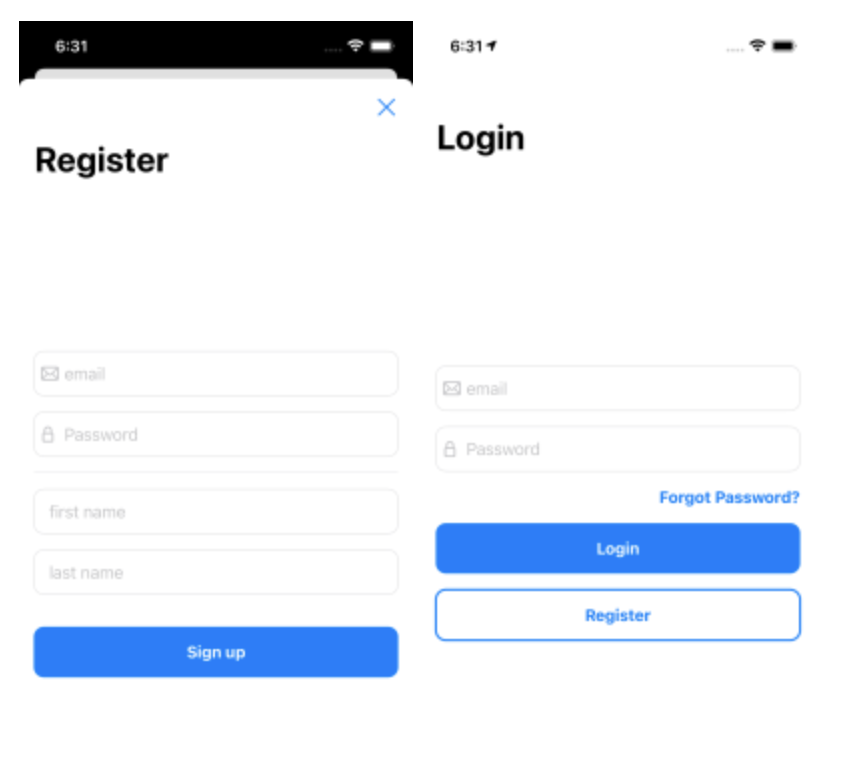 6:31
Register
email
Password
first name
last name
Sign up
6:31
Login
email
Password
Forgot Password?
Login
Register